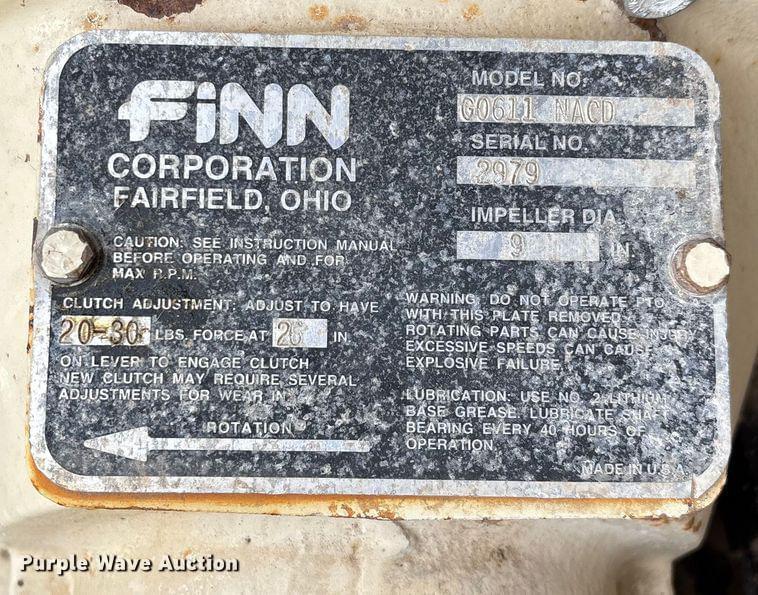 FINN
CORPORATION
FAIRFIELD, OHIO
MODEL NO.
G0611 NACD
SERIAL NO.
2979
IMPELLER DIA.
9 IN.
CAUTION: SEE INSTRUCTION MANUAL
BEFORE OPERATING AND FOR
MAX R.P.M.
CLUTCH ADJUSTMENT: ADJUST TO HAVE
20-30 LBS. FORCE AT IN.
ON LEVER TO ENGAGE CLUTCH
NEW CLUTCH MAY REQUIRE SEVERAL
ADJUSTMENTS FOR WEAR IN.
ROTATION
WARNING: DO NOT OPERATE PTO
WITH THIS PLATE REMOVED.
ROTATING PARTS CAN CAUSE INJURY
EXCESSIVE SPEEDS CAN CAUSE
EXPLOSIVE FAILURE.
LUBRICATION: USE NO. 2 LITHIUM
BASE GREASE. LUBRICATE SHAFT
BEARING EVERY 40 HOURS OF
OPERATION.
MADE IN U.S.A.
Purple Wave Auction